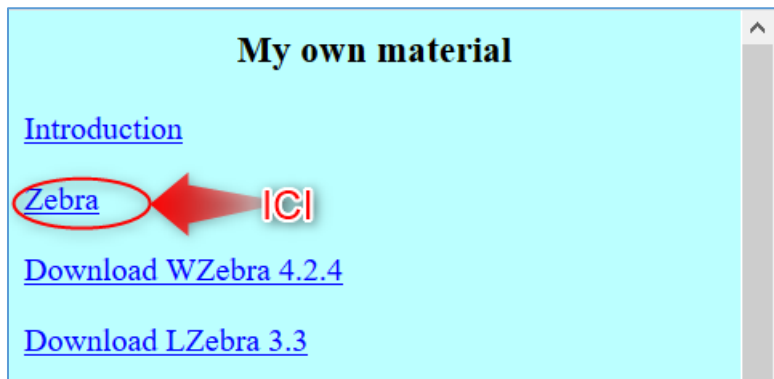 My own material
Introduction
Zebra ICI
Download WZebra 4.2.4
Download LZebra 3.3